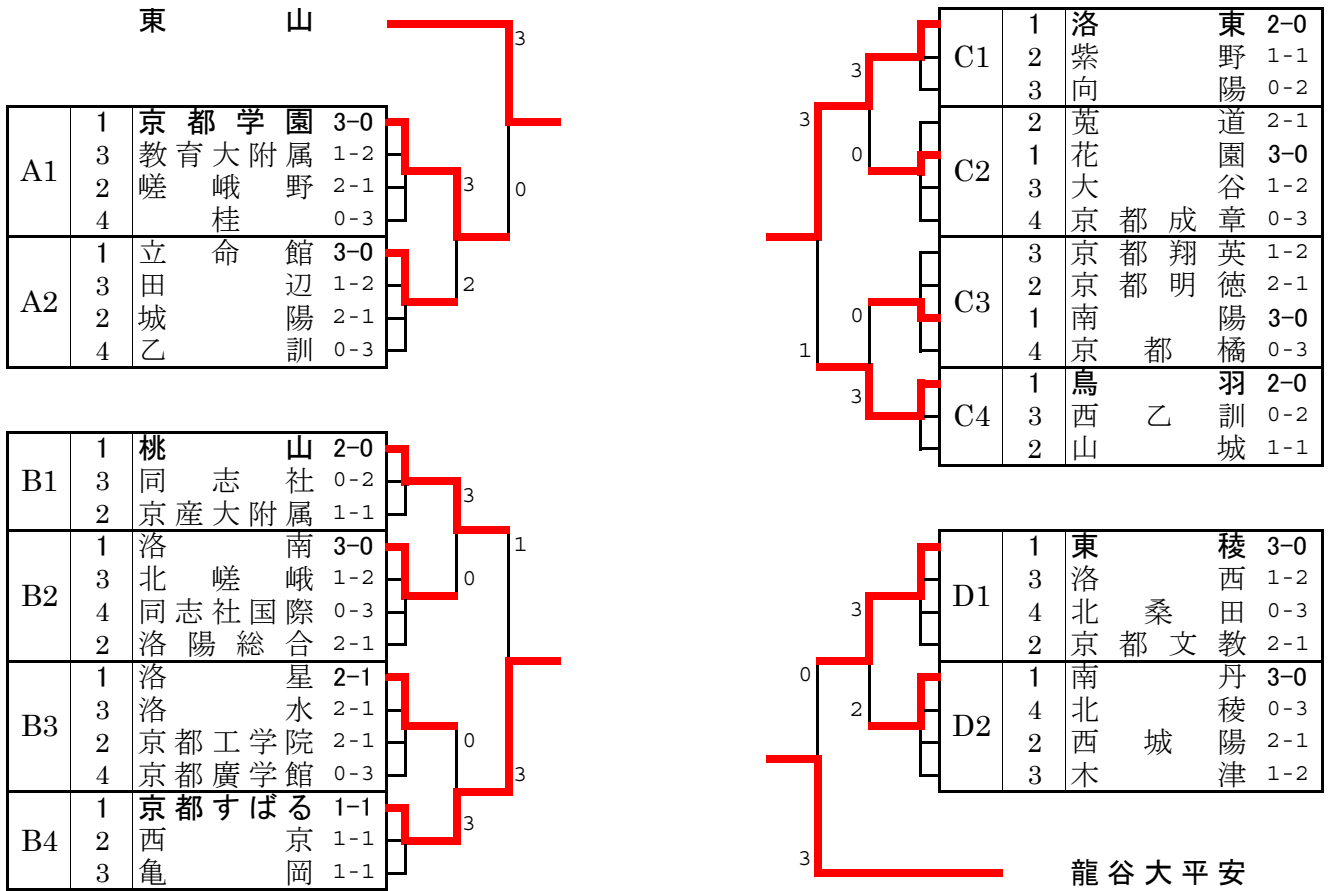 東山
3
A1 1 京都学園 3-0
3 教育大附属 1-2
2 嵯峨野 2-1
4 桂 0-3
3
0
A2 1 立命館 3-0
3 田辺 1-2
2 城陽 2-1
4 乙訓 0-3
2
B1 1 桃山 2-0
3 同志社 0-2
2 京産大附属 1-1
3
1
B2 1 洛南 3-0
3 北嵯峨 1-2
4 同志社国際 0-3
2 洛陽総合 2-1
0
B3 1 洛星 2-1
3 洛水 2-1
2 京都工学院 2-1
4 京都廣学館 0-3
0
3
B4 1 京都すばる 1-1
2 西京 1-1
3 亀岡 1-1
3
C1 1 洛東 2-0
2 紫野 1-1
3 向陽 0-2
3
3
C2 2 莵道 2-1
1 花園 3-0
3 大谷 1-2
4 京都成章 0-3
0
C3 3 京都翔英 1-2
2 京都明徳 2-1
1 南陽 3-0
4 京都橘 0-3
0
1
C4 1 鳥羽 2-0
3 西乙訓 0-2
2 山城 1-1
3
D1 1 東稜 3-0
3 洛西 1-2
4 北桑田 0-3
2 京都文教 2-1
3
0
D2 1 南丹 3-0
4 北稜 0-3
2 西城陽 2-1
3 木津 1-2
2
3
龍谷大平安